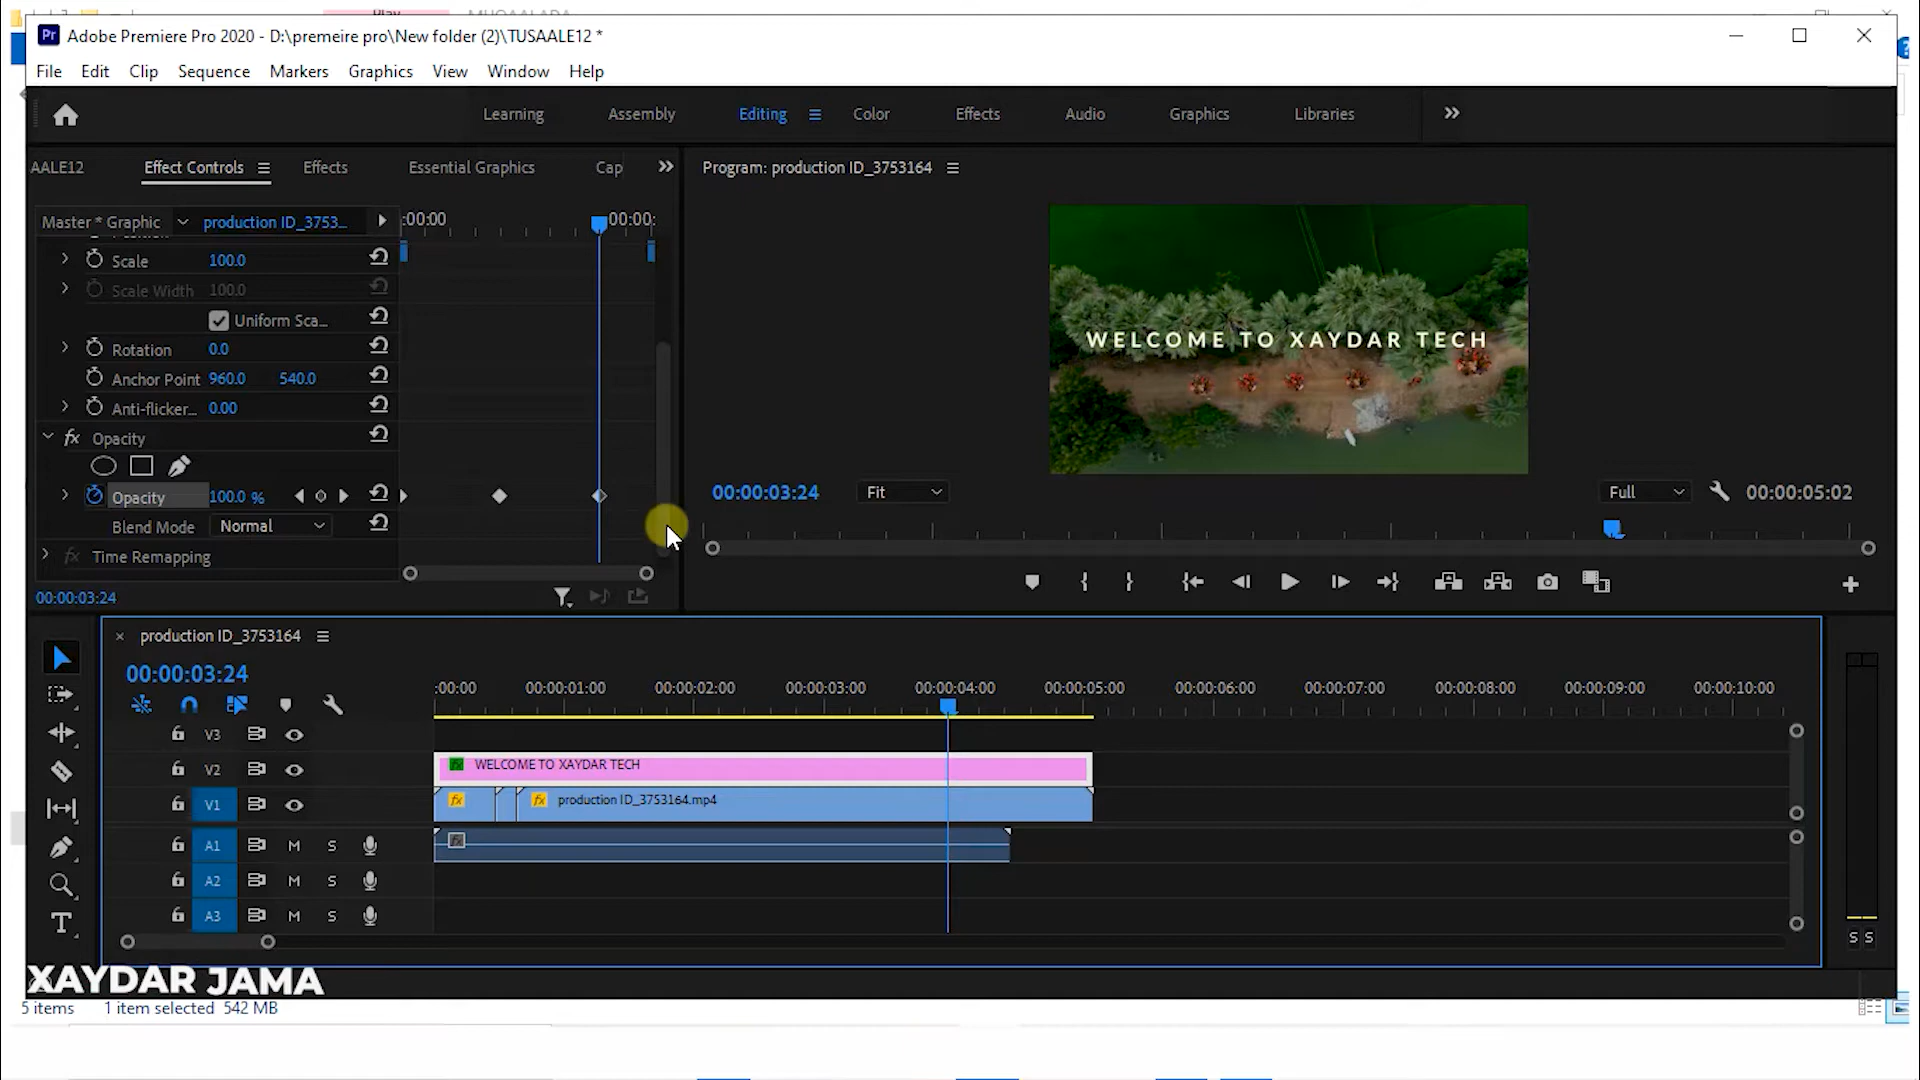 Adobe Premiere Pro 2020 - D:\premeire pro\New folder (2)\TUSAALE12 *
File Edit Clip Sequence Markers Graphics View Window Help
Learning Assembly Editing Color Effects Audio Graphics Libraries
AALE12 Effect Controls Effects Essential Graphics Cap
Program: production ID_3753164
Master * Graphic production ID_3753... :00:00 00:00:
Scale 100.0
Scale Width 100.0
Uniform Sca...
Rotation 0.0
Anchor Point 960.0 540.0
Anti-flicker... 0.00
fx Opacity
Opacity 100.0 %
Blend Mode Normal
fx Time Remapping
00:00:03:24
WELCOME TO XAYDAR TECH
00:00:03:24 Fit Full 00:00:05:02
production ID_3753164
00:00:03:24
:00:00 00:00:01:00 00:00:02:00 00:00:03:00 00:00:04:00 00:00:05:00 00:00:06:00 00:00:07:00 00:00:08:00 00:00:09:00 00:00:10:00
V3
V2 fx WELCOME TO XAYDAR TECH
V1 fx fx production ID_3753164.mp4
A1 M S fx
A2 M S
A3 M S
S S
XAYDAR JAMA
5 items 1 item selected 542 MB